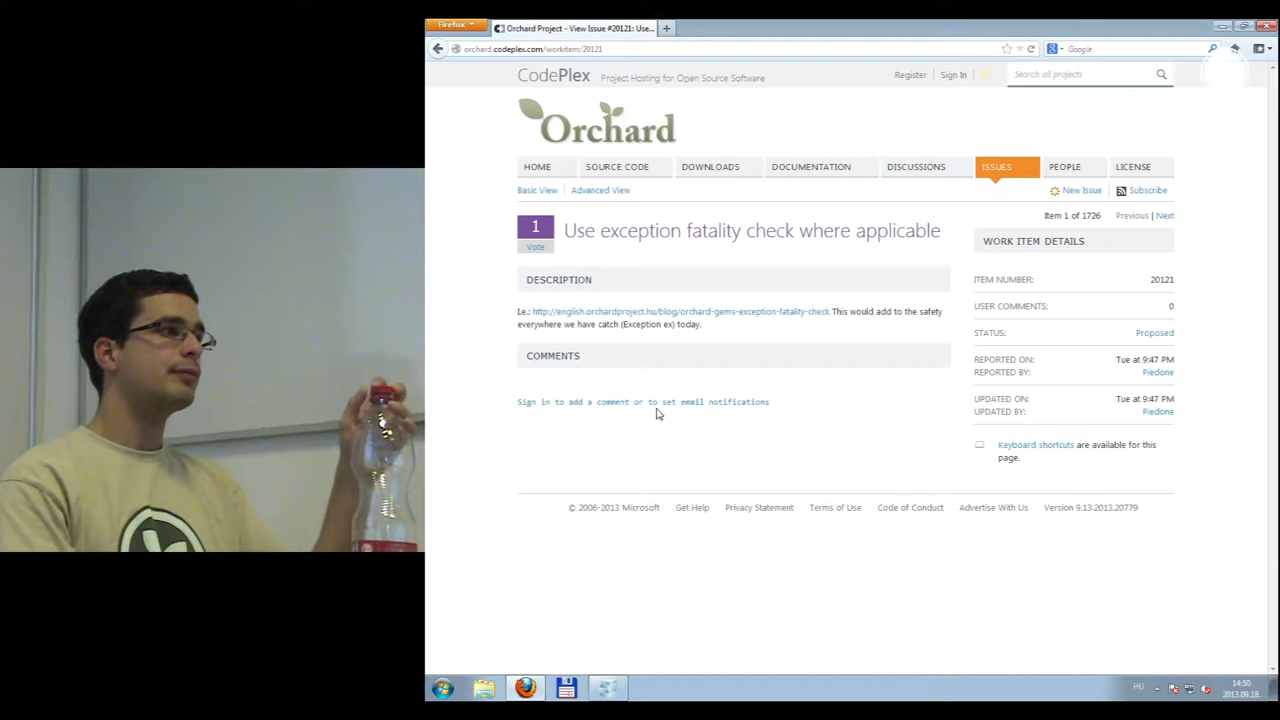 Firefox
Orchard Project - View Issue #20121: Use...
orchard.codeplex.com/workitem/20121
Google
CodePlex Project Hosting for Open Source Software
Register Sign In
Search all projects
Orchard
HOME SOURCE CODE DOWNLOADS DOCUMENTATION DISCUSSIONS ISSUES PEOPLE LICENSE
Basic View Advanced View
New Issue Subscribe
Item 1 of 1726 Previous | Next
1
Vote
Use exception fatality check where applicable
DESCRIPTION
I.e.: http://english.orchardproject.hu/blog/orchard-gems-exception-fatality-check This would add to the safety
everywhere we have catch (Exception ex) today.
COMMENTS
Sign in to add a comment or to set email notifications
WORK ITEM DETAILS
ITEM NUMBER: 20121
USER COMMENTS: 0
STATUS: Proposed
REPORTED ON: Tue at 9:47 PM
REPORTED BY: Piedone
UPDATED ON: Tue at 9:47 PM
UPDATED BY: Piedone
Keyboard shortcuts are available for this
page.
© 2006-2013 Microsoft Get Help Privacy Statement Terms of Use Code of Conduct Advertise With Us Version 9.13.2013.20779
HU
14:50
2013.09.18.